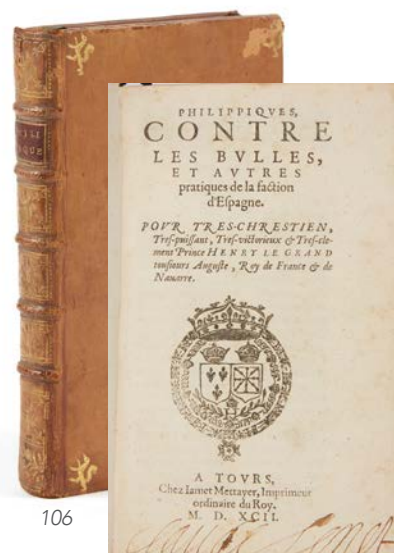 PHILIPPIQVES,
CONTRE
LES BVLLES,
ET AVTRES
pratiques de la faction
d'Eſpagne.
POVR TRES-CHRESTIEN,
Treſ-puiſſant, Treſ-victorieux & Treſ-cle-
ment Prince HENRY LE GRAND
touſiours Auguſte, Roy de France & de
Nauarre.
A TOVRS,
Chez Iamet Mettayer, Imprimeur
ordinaire du Roy.
M. D. XCII.
106